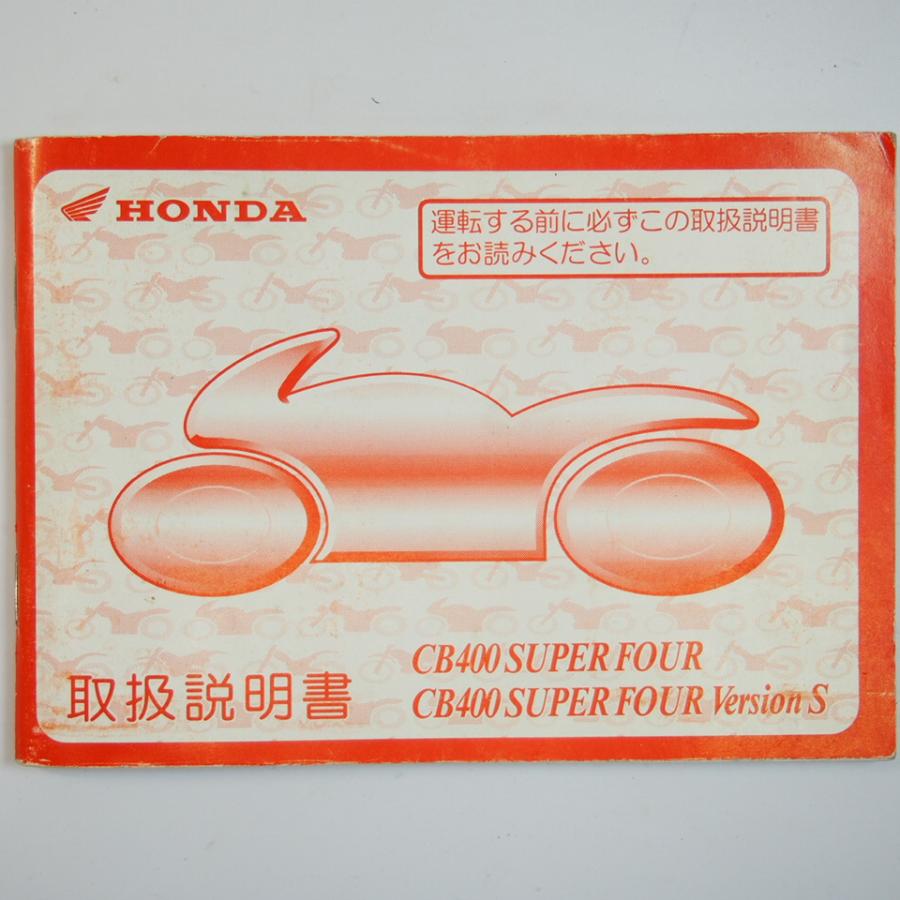 HONDA
運転する前に必ずこの取扱説明書
をお読みください。
CB400 SUPER FOUR
CB400 SUPER FOUR Version S
取扱説明書